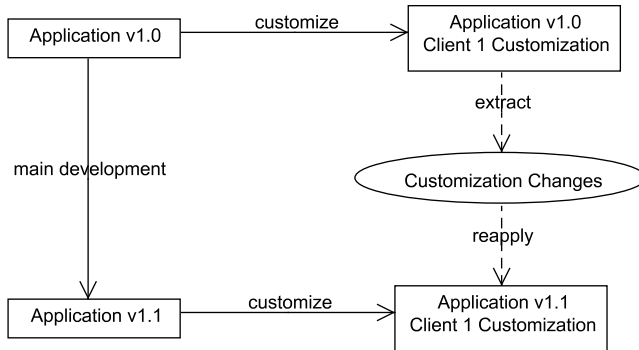 customize
Application v1.0
Application v1.0
Client 1 Customization
extract
main development
Customization Changes
reapply
customize
Application v1.1
Application v1.1
Client 1 Customization